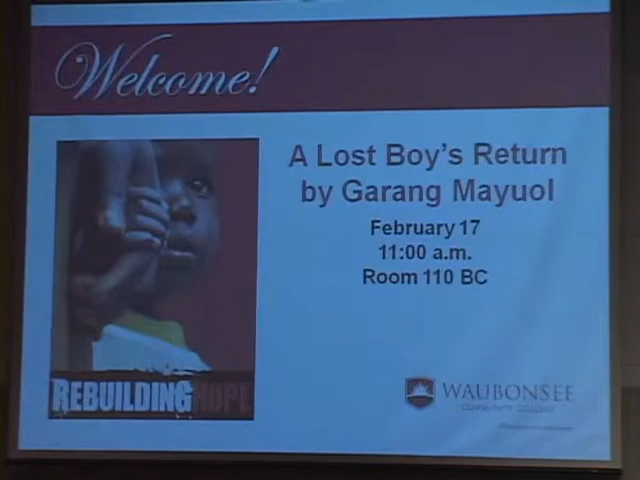 Welcome!
A Lost Boy's Return
by Garang Mayuol
February 17
11:00 a.m.
Room 110 BC
REBUILDING HOPE
WAUBONSEE
COMMUNITY COLLEGE